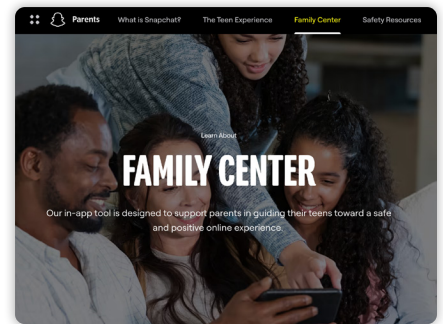 Parents
What is Snapchat?
The Teen Experience
Family Center
Safety Resources
Learn About
FAMILY CENTER
Our in-app tool is designed to support parents in guiding their teens toward a safe
and positive online experience.